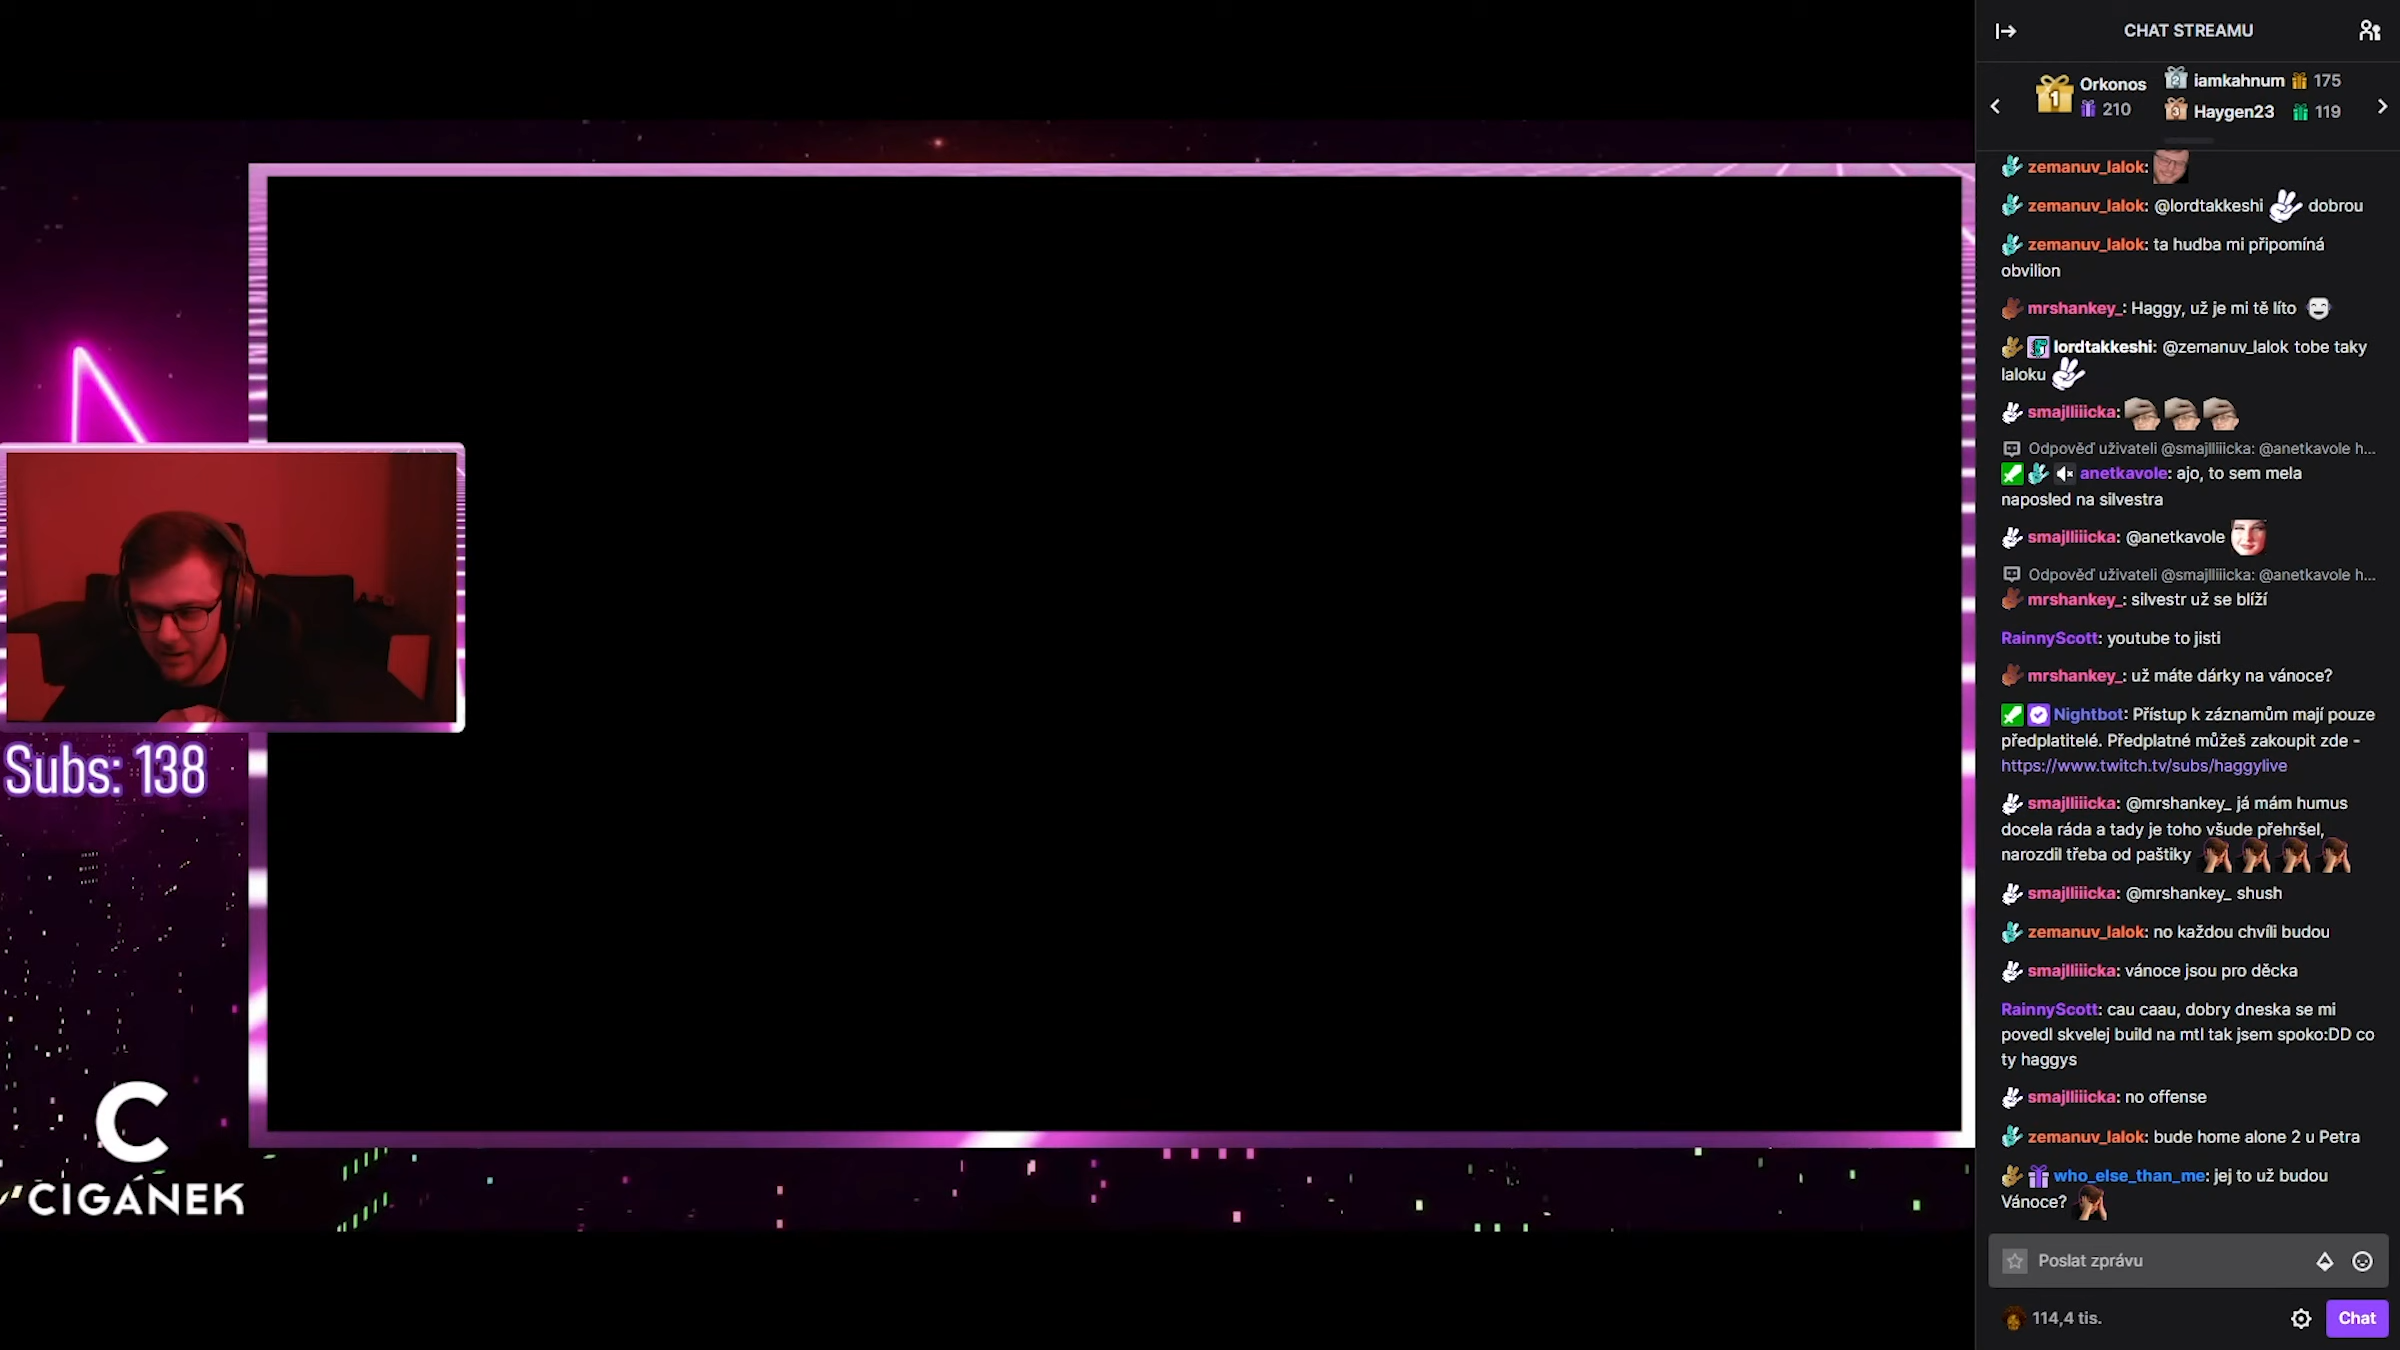 CHAT STREAMU
1 Orkonos
210
2 iamkahnum 175
3 Haygen23 119
zemanuv_lalok:
zemanuv_lalok: @lordtakkeshi dobrou
zemanuv_lalok: ta hudba mi připomíná
obvilion
mrshankey_: Haggy, už je mi tě líto
lordtakkeshi: @zemanuv_lalok tobe taky
laloku
smajlliiicka:
Odpověď uživateli @smajlliiicka: @anetkavole h...
anetkavole: ajo, to sem mela
naposled na silvestra
smajlliiicka: @anetkavole
Odpověď uživateli @smajlliiicka: @anetkavole h...
mrshankey_: silvestr už se blíží
RainnyScott: youtube to jisti
mrshankey_: už máte dárky na vánoce?
Nightbot: Přístup k záznamům mají pouze
předplatitelé. Předplatné můžeš zakoupit zde -
https://www.twitch.tv/subs/haggylive
smajlliiicka: @mrshankey_ já mám humus
docela ráda a tady je toho všude přehršel,
narozdíl třeba od paštiky
smajlliiicka: @mrshankey_ shush
zemanuv_lalok: no každou chvíli budou
smajlliiicka: vánoce jsou pro děcka
RainnyScott: cau caau, dobry dneska se mi
povedl skvelej build na mtl tak jsem spoko:DD co
ty haggys
smajlliiicka: no offense
zemanuv_lalok: bude home alone 2 u Petra
who_else_than_me: jej to už budou
Vánoce?
Poslat zprávu
114,4 tis.
Chat
Subs: 138
C
CIGÁNEK